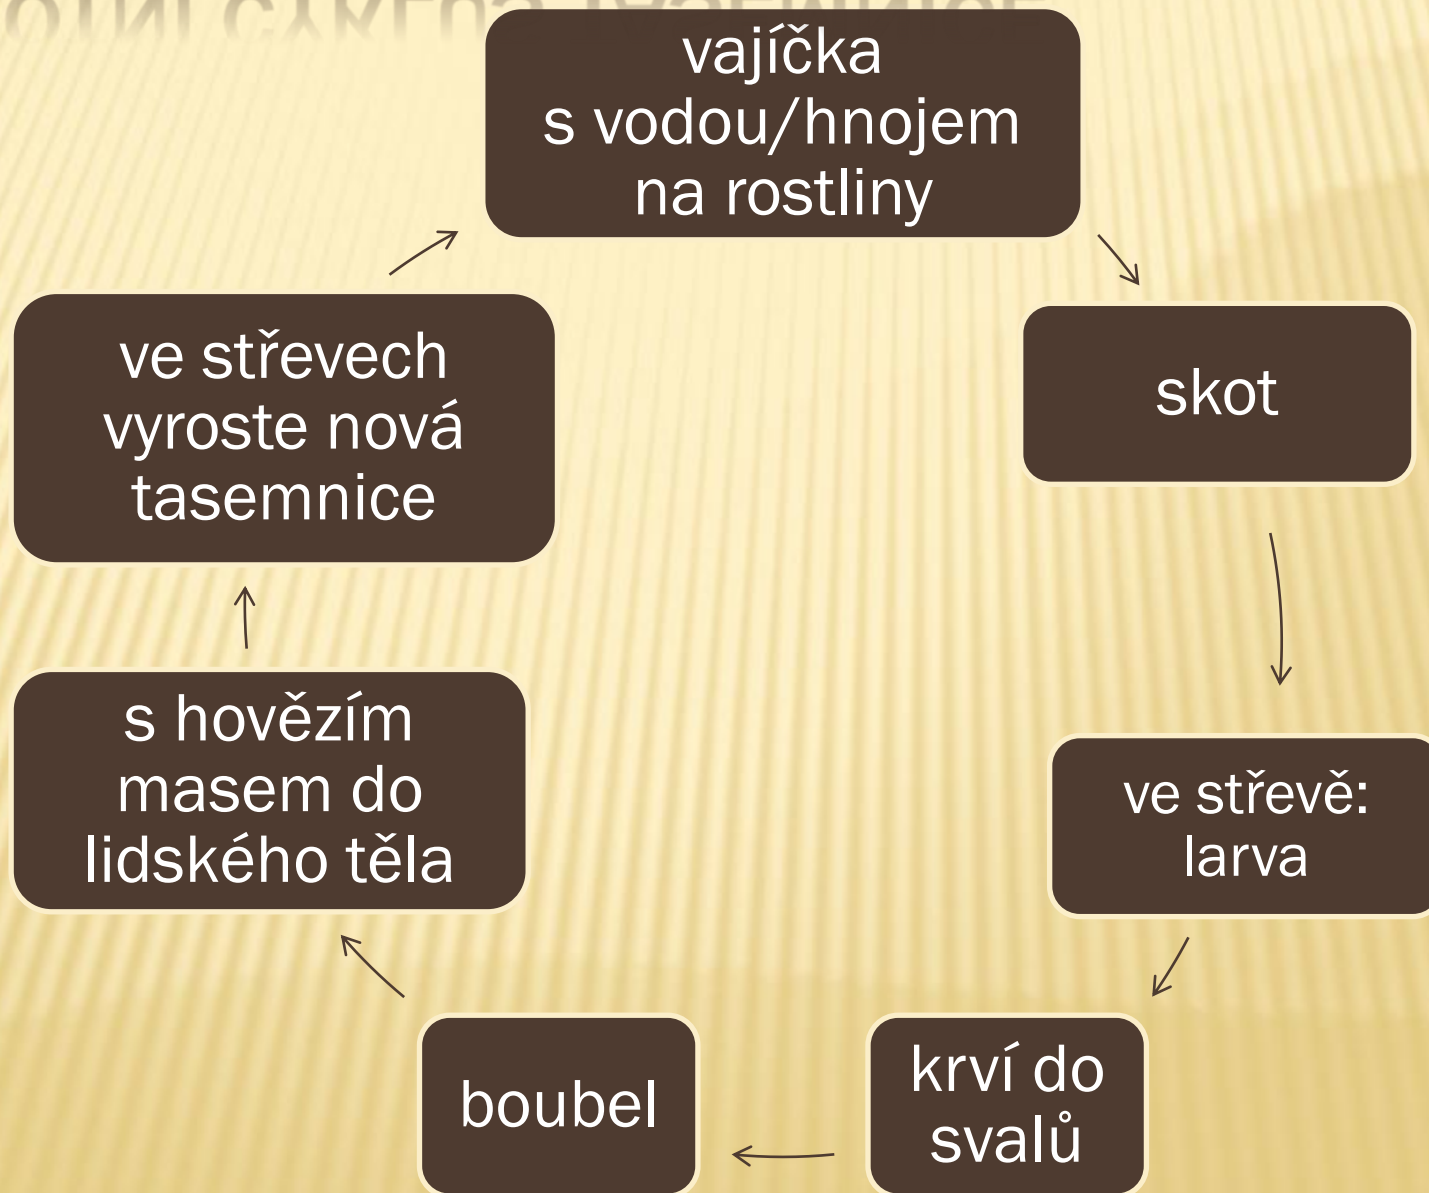 vajíčka
s vodou/hnojem
na rostliny
skot
ve střevě:
larva
krví do
svalů
boubel
s hovězím
masem do
lidského těla
ve střevech
vyroste nová
tasemnice